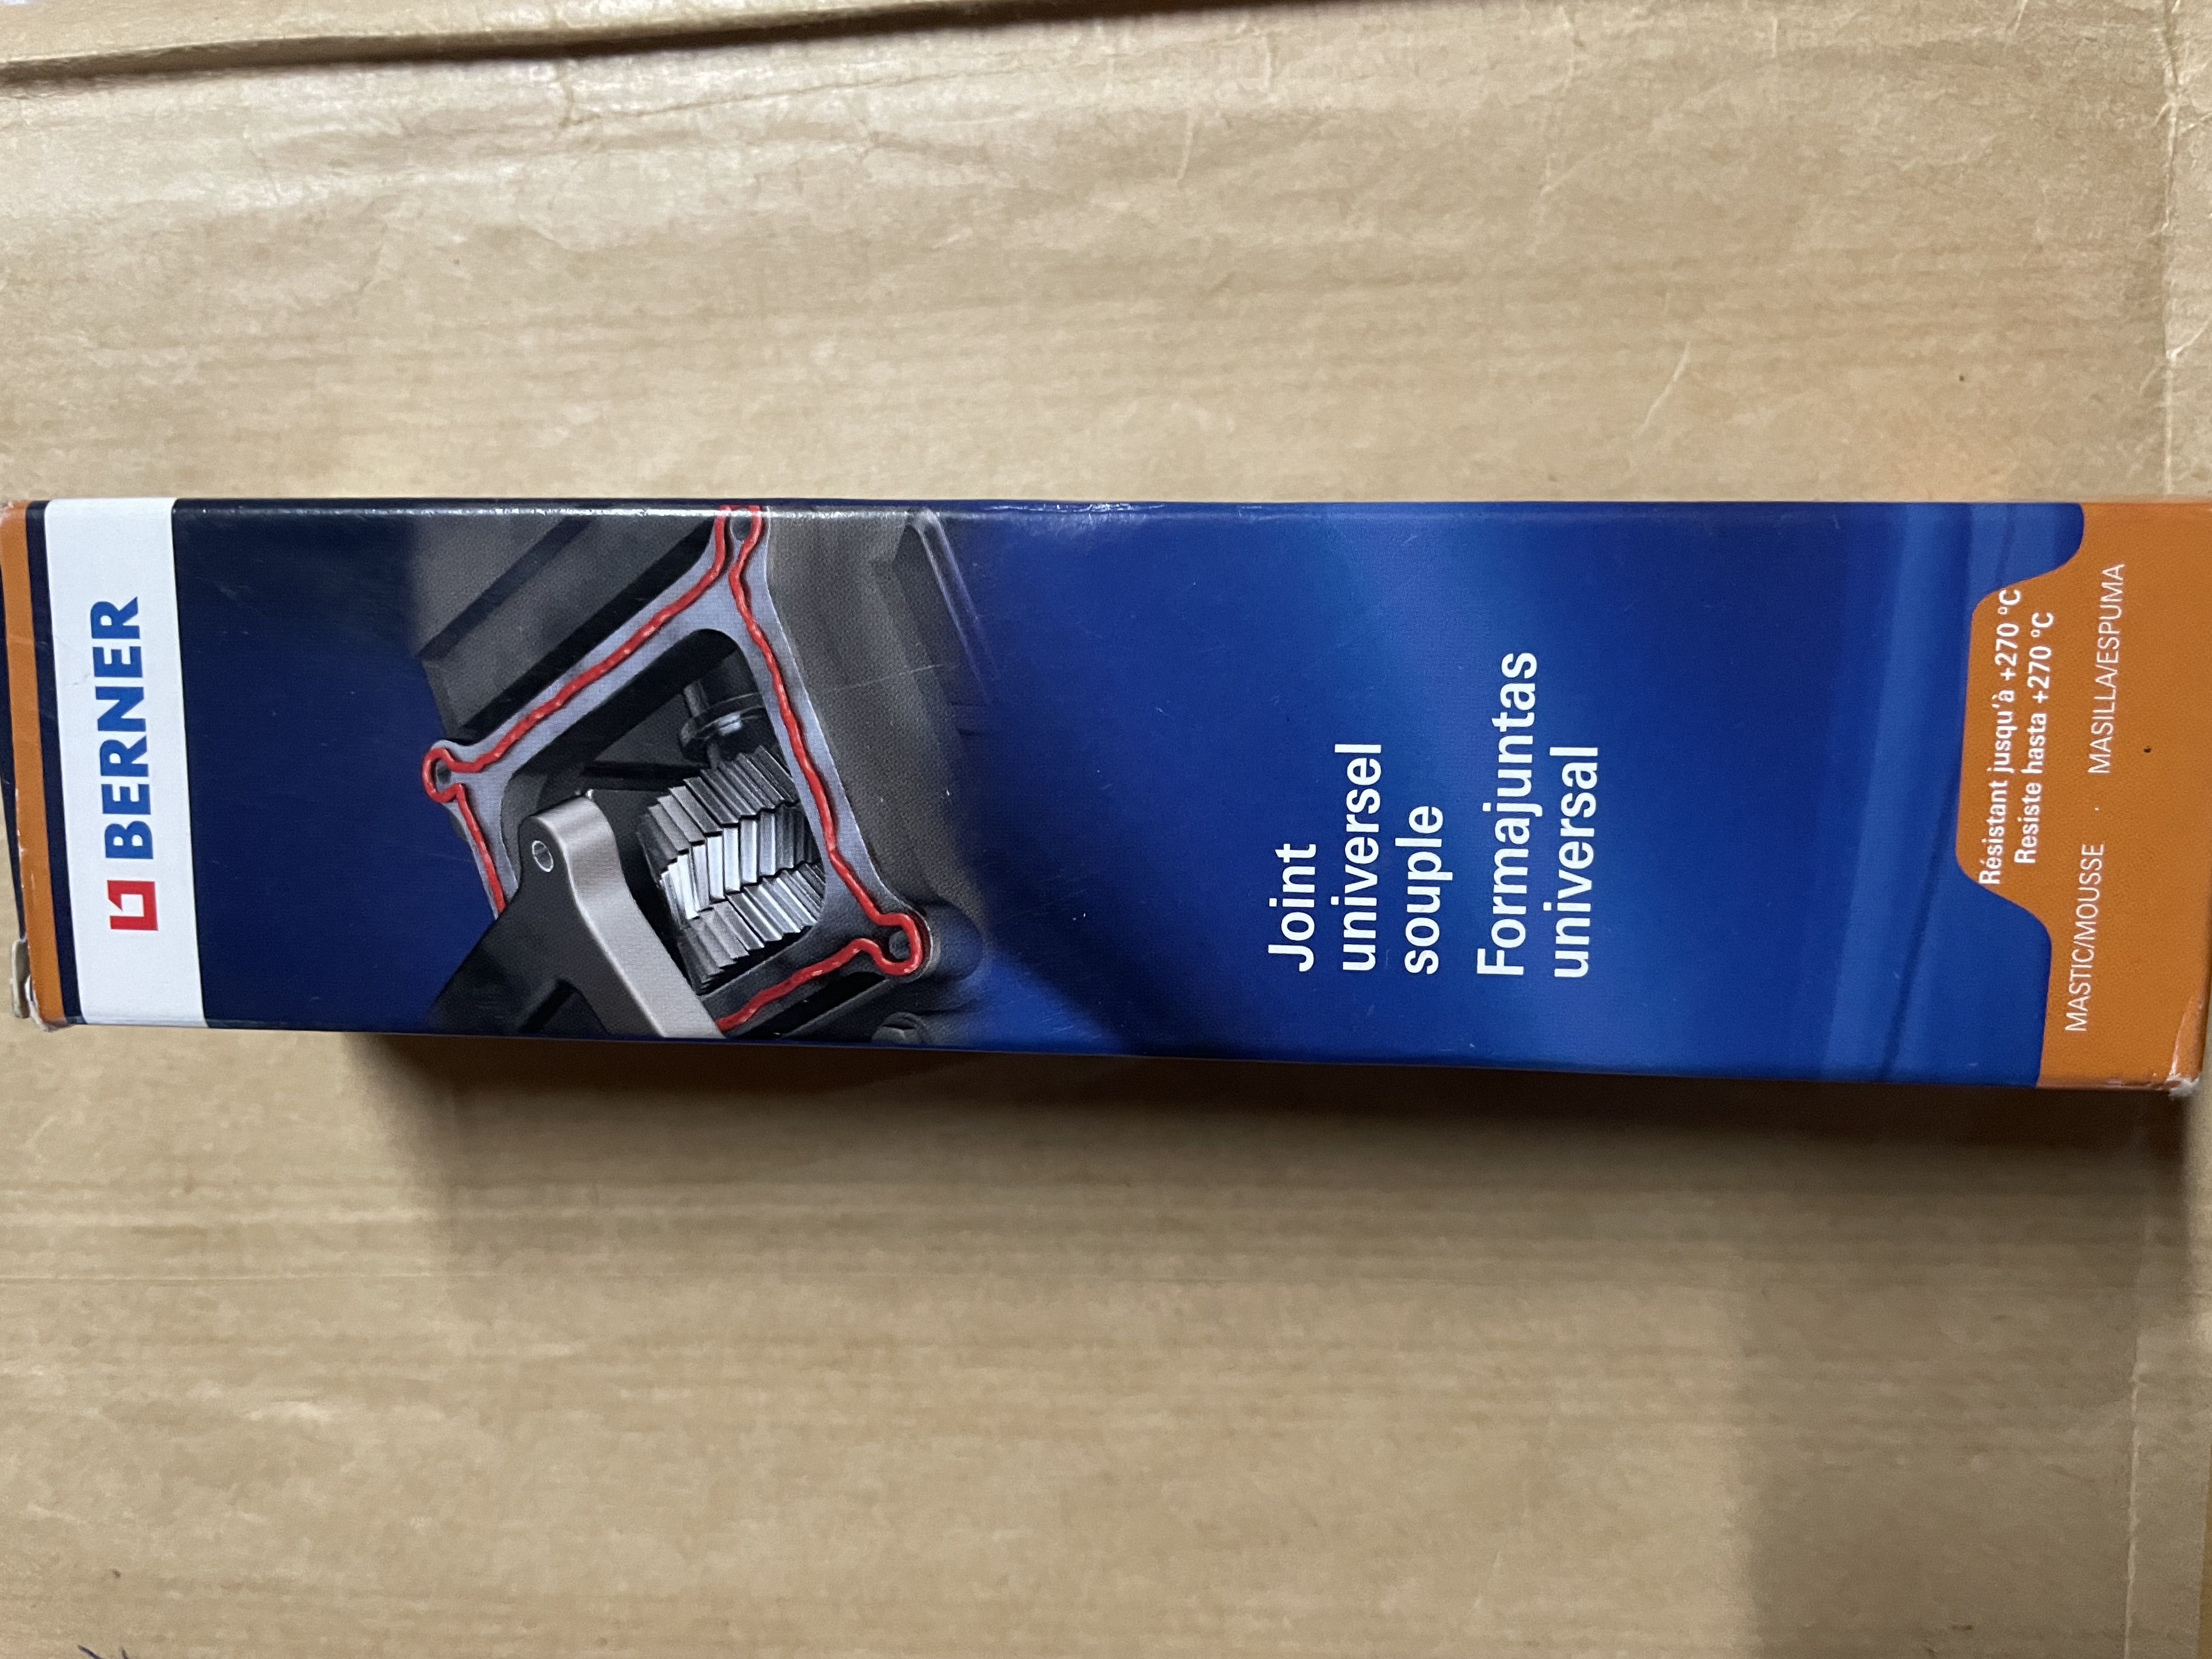 BERNER
Joint
universel
souple
Formajuntas
universal
Résistant jusqu'à +270 °C
Resiste hasta +270 °C
MASTIC/MOUSSE · MASILLA/ESPUMA